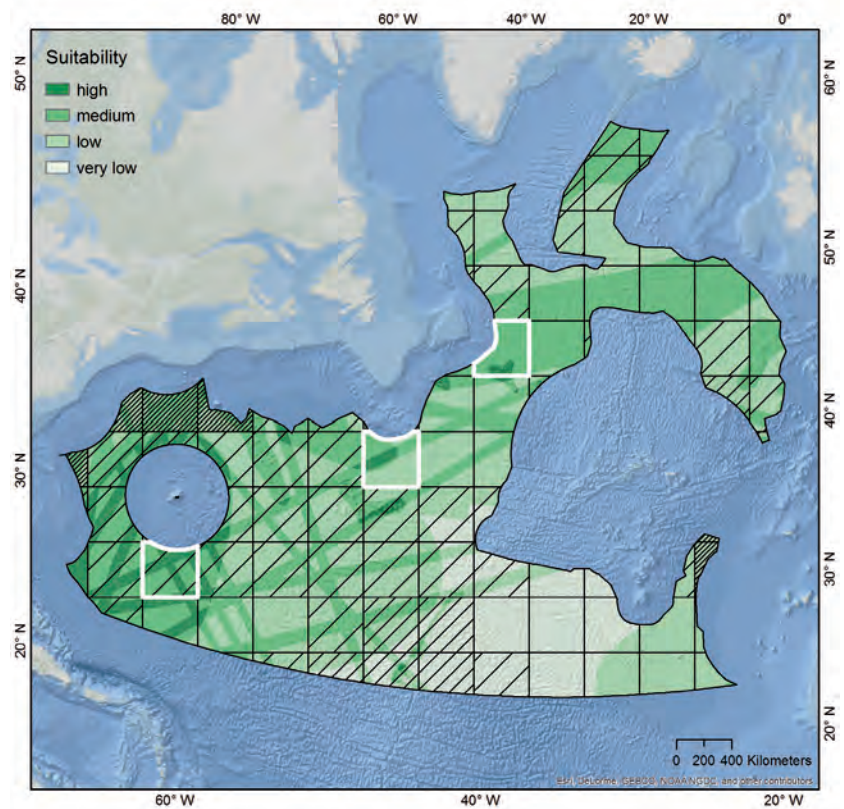 80° W 60° W 40° W 20° W 0°
Suitability
high
medium
low
very low
50° N
40° N
30° N
20° N
60° N
50° N
40° N
30° N
20° N
0 200 400 Kilometers
Esri, DeLorme, GEBCO, NOAA NGDC, and other contributors
60° W 40° W 20° W